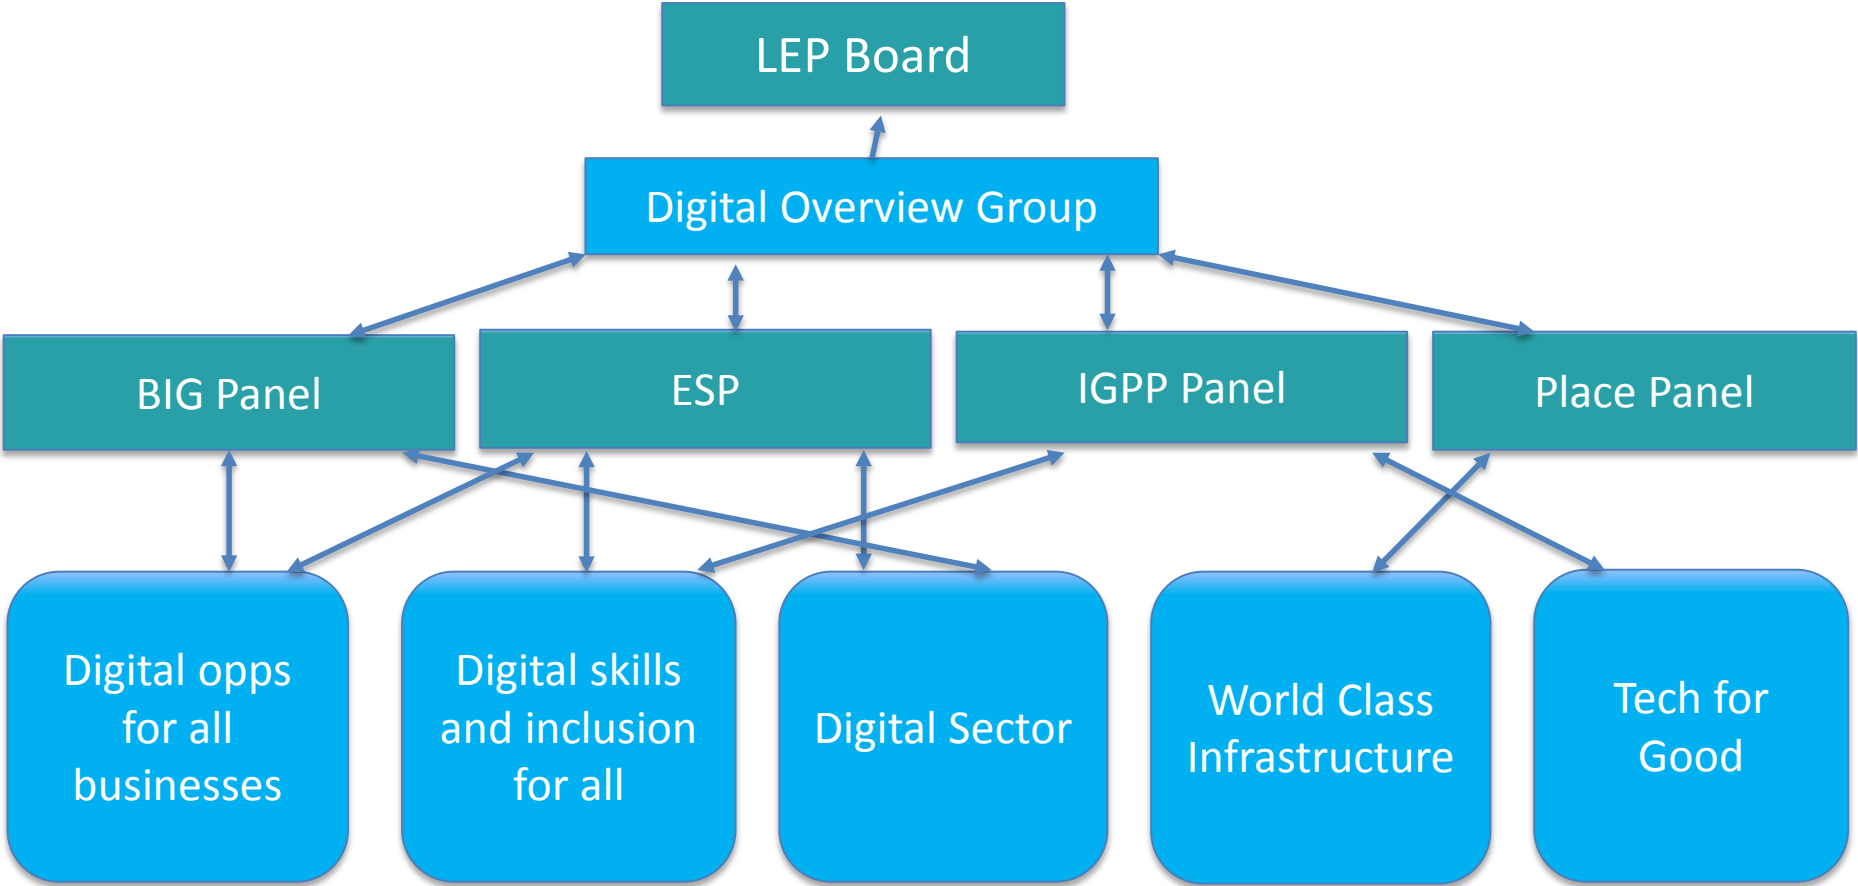 LEP Board
Digital Overview Group
BIG Panel
ESP
IGPP Panel
Place Panel
Digital opps
for all
businesses
Digital skills
and inclusion
for all
Digital Sector
World Class
Infrastructure
Tech for
Good